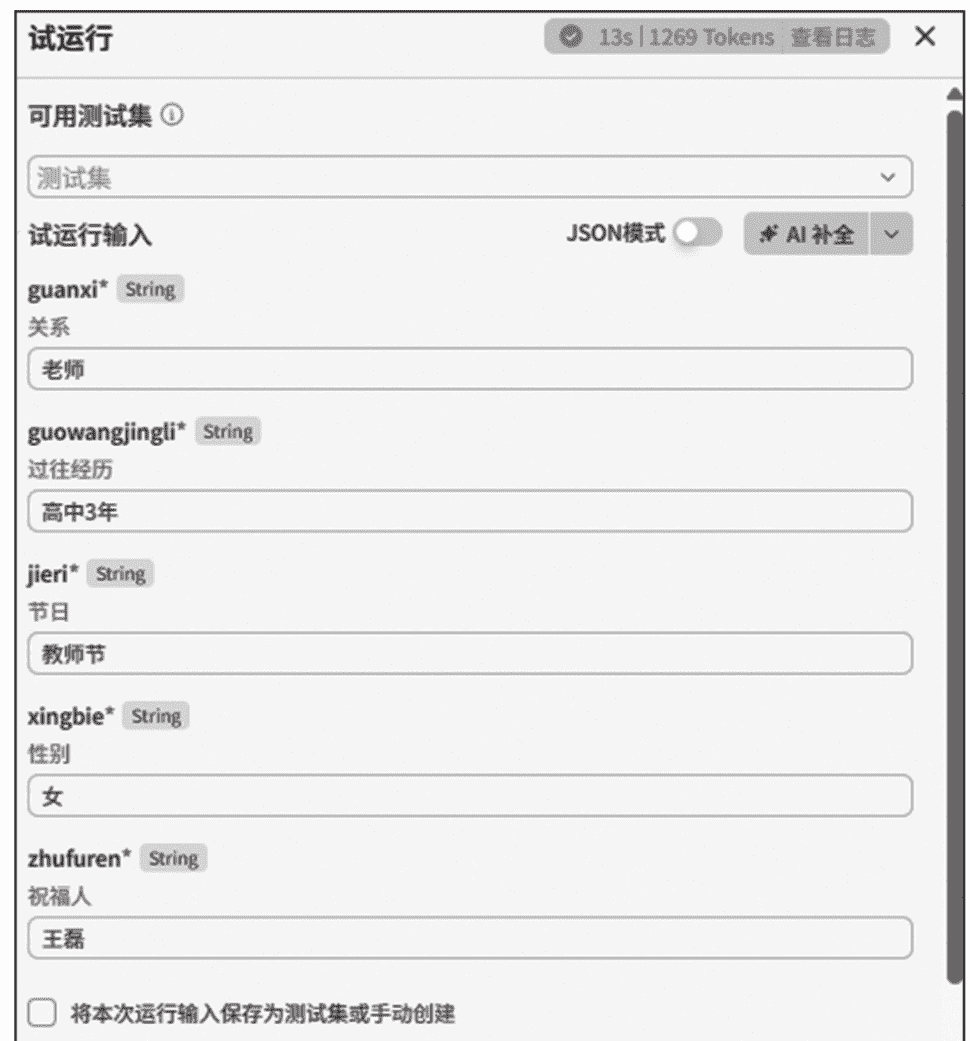 试运行 13s | 1269 Tokens 查看日志
可用测试集
测试集
试运行输入 JSON模式 AI 补全
guanxi* String
关系
老师
guowangjingli* String
过往经历
高中3年
jieri* String
节日
教师节
xingbie* String
性别
女
zhufuren* String
祝福人
王磊
将本次运行输入保存为测试集或手动创建